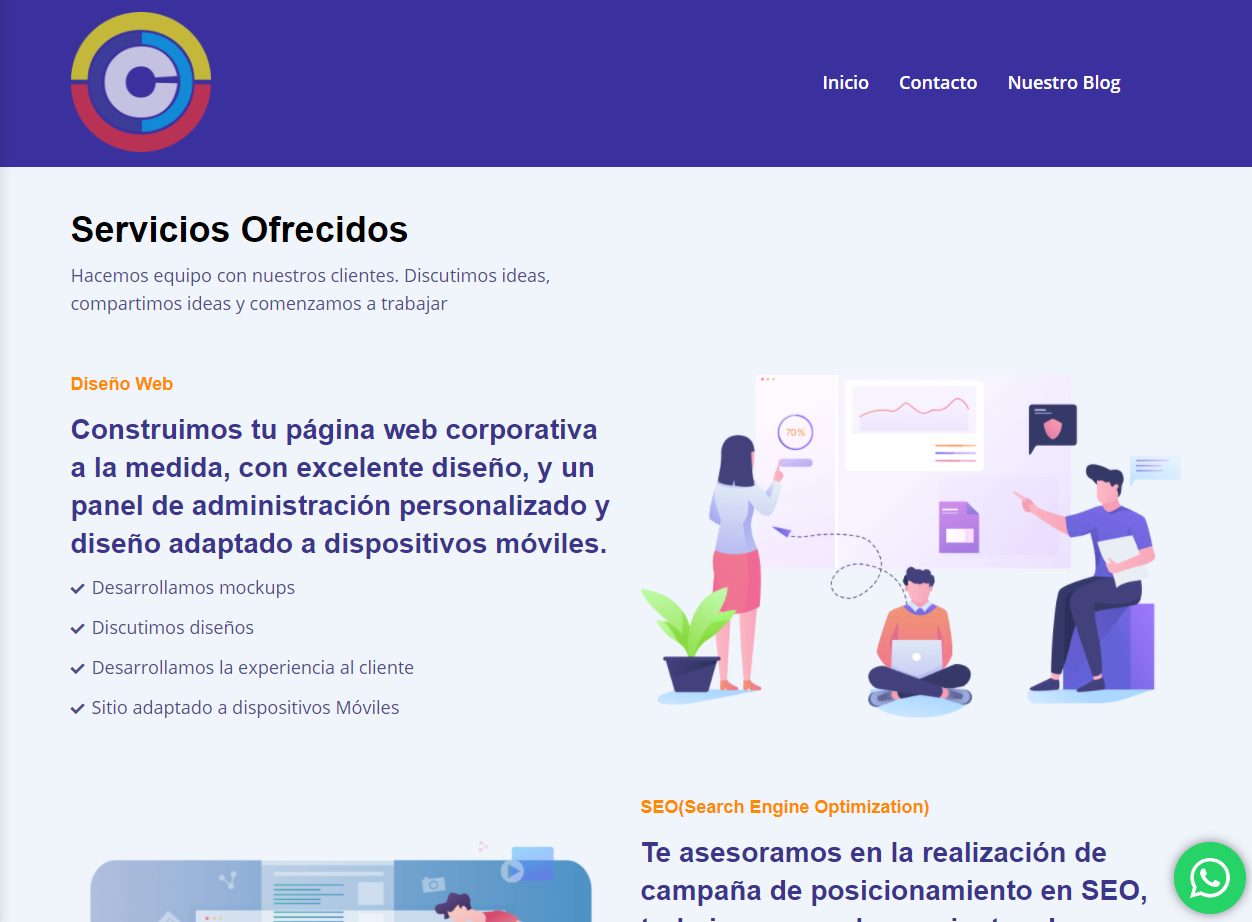 Inicio Contacto Nuestro Blog
Servicios Ofrecidos
Hacemos equipo con nuestros clientes. Discutimos ideas,
compartimos ideas y comenzamos a trabajar
Diseño Web
Construimos tu página web corporativa
a la medida, con excelente diseño, y un
panel de administración personalizado y
diseño adaptado a dispositivos móviles.
Desarrollamos mockups
Discutimos diseños
Desarrollamos la experiencia al cliente
Sitio adaptado a dispositivos Móviles
70%
SEO(Search Engine Optimization)
Te asesoramos en la realización de
campaña de posicionamiento en SEO,